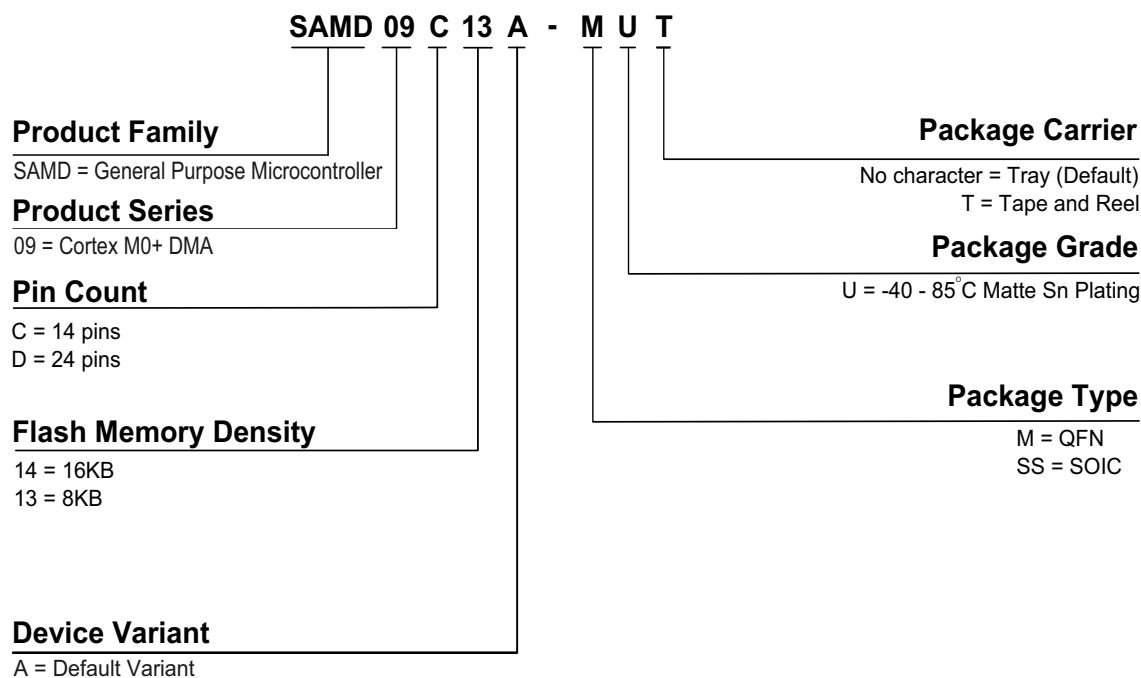 SAMD 09 C 13 A - M U T
Product Family
SAMD = General Purpose Microcontroller
Product Series
09 = Cortex M0+ DMA
Pin Count
C = 14 pins
D = 24 pins
Flash Memory Density
14 = 16KB
13 = 8KB
Device Variant
A = Default Variant
Package Carrier
No character = Tray (Default)
T = Tape and Reel
Package Grade
U = -40 - 85°C Matte Sn Plating
Package Type
M = QFN
SS = SOIC